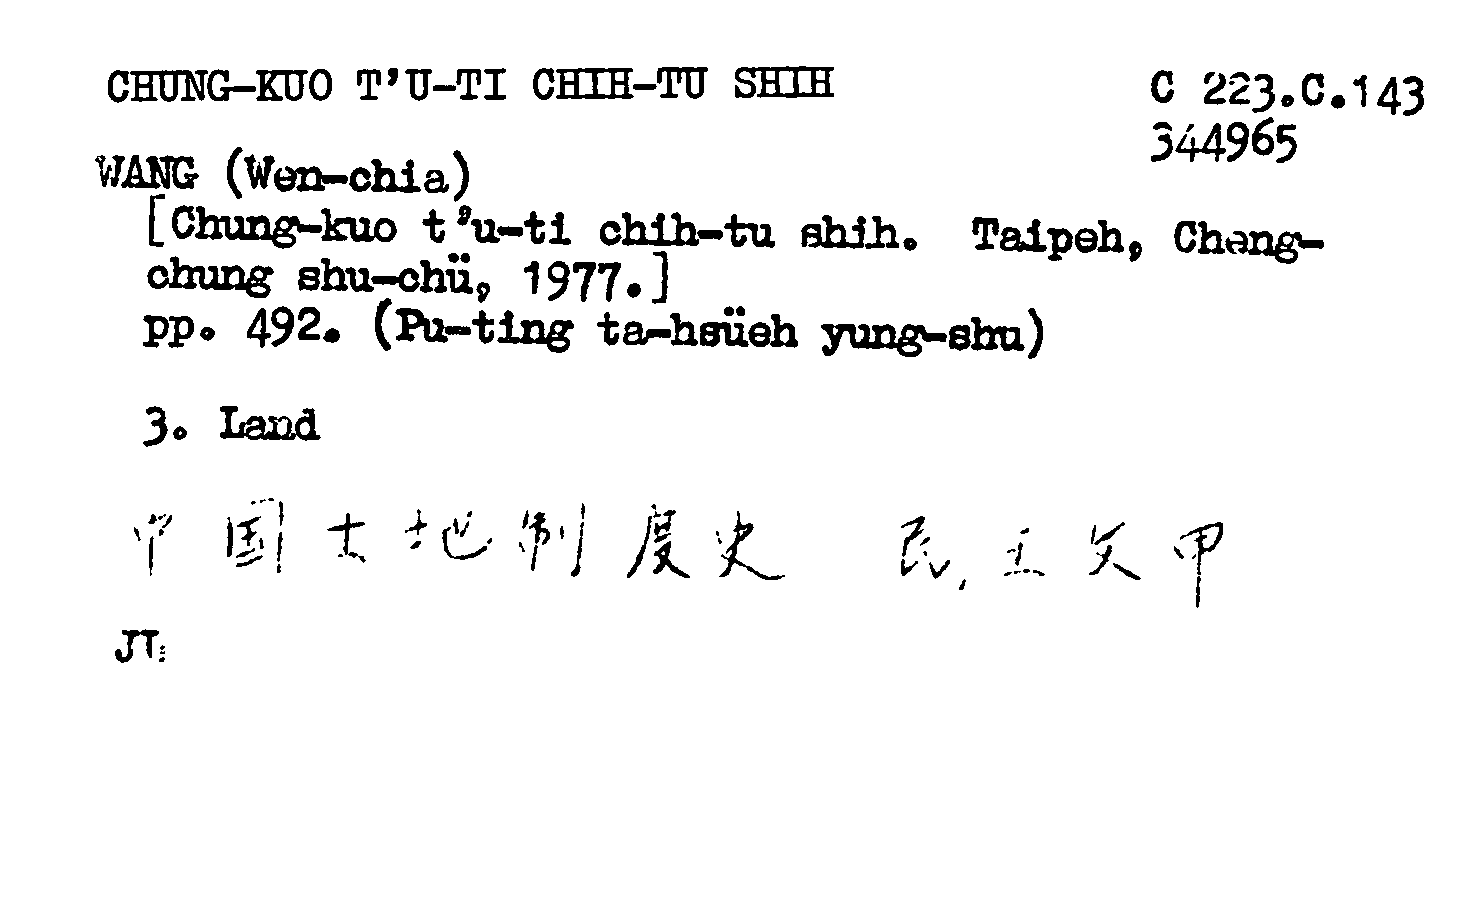 CHUNG-KUO T'U-TI CHIH-TU SHIH
C 223.C.143
344965
WANG (Wen-chia)
[Chung-kuo t'u-ti chih-tu shih. Taipeh, Cheng-
chung shu-chü, 1977.]
pp. 492. (Pu-ting ta-hsüeh yung-shu)
3. Land
中国土地制度史 民, 王文甲